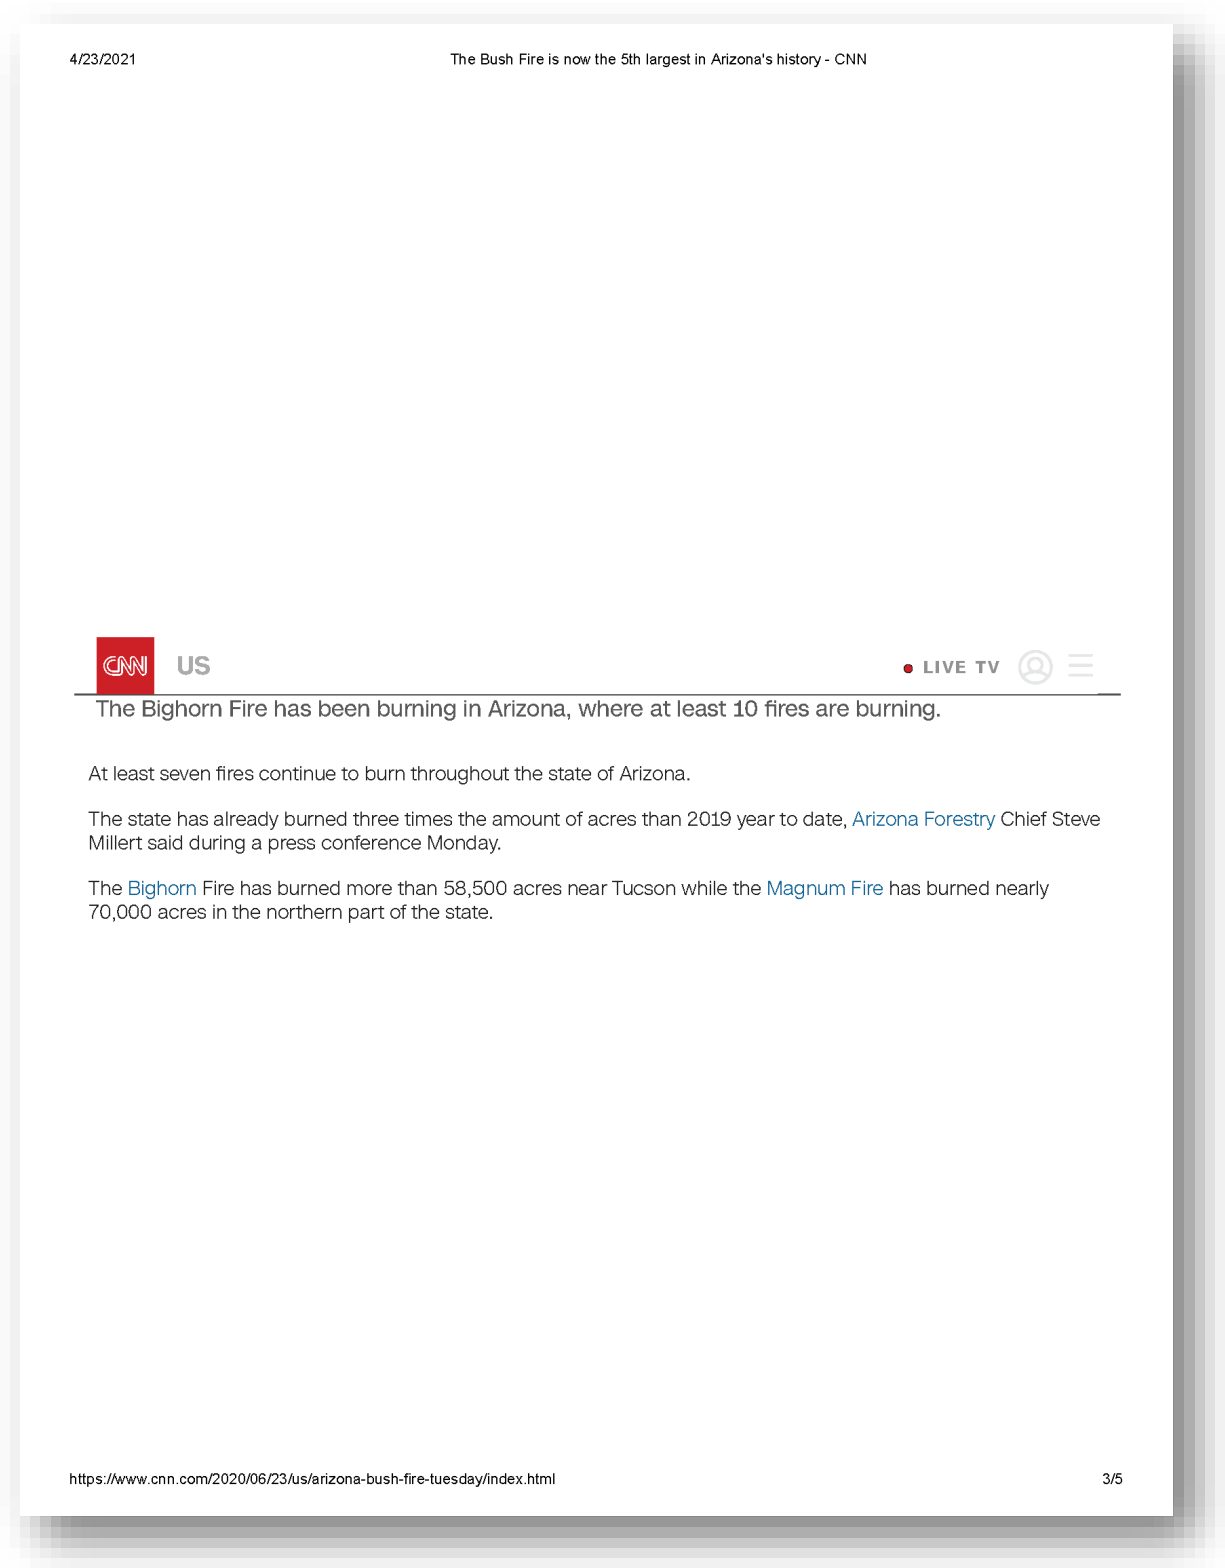 4/23/2021 The Bush Fire is now the 5th largest in Arizona's history - CNN
CNN US LIVE TV
The Bighorn Fire has been burning in Arizona, where at least 10 fires are burning.
At least seven fires continue to burn throughout the state of Arizona.
The state has already burned three times the amount of acres than 2019 year to date, Arizona Forestry Chief Steve
Millert said during a press conference Monday.
The Bighorn Fire has burned more than 58,500 acres near Tucson while the Magnum Fire has burned nearly
70,000 acres in the northern part of the state.
https://www.cnn.com/2020/06/23/us/arizona-bush-fire-tuesday/index.html 3/5